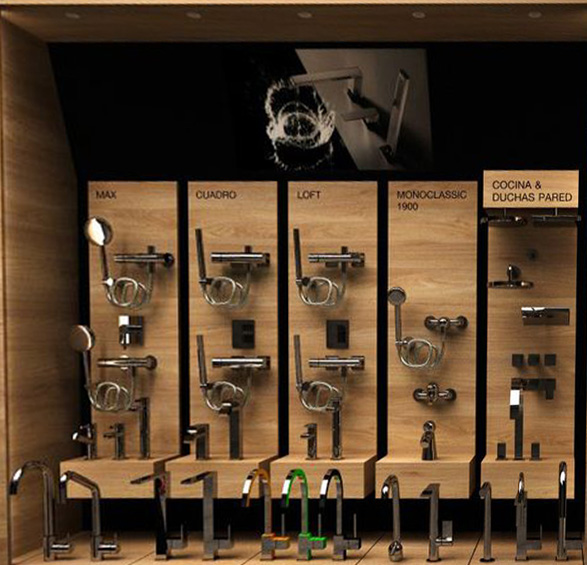 MAX
CUADRO
LOFT
MONOCLASSIC
1900
COCINA &
DUCHAS PARED